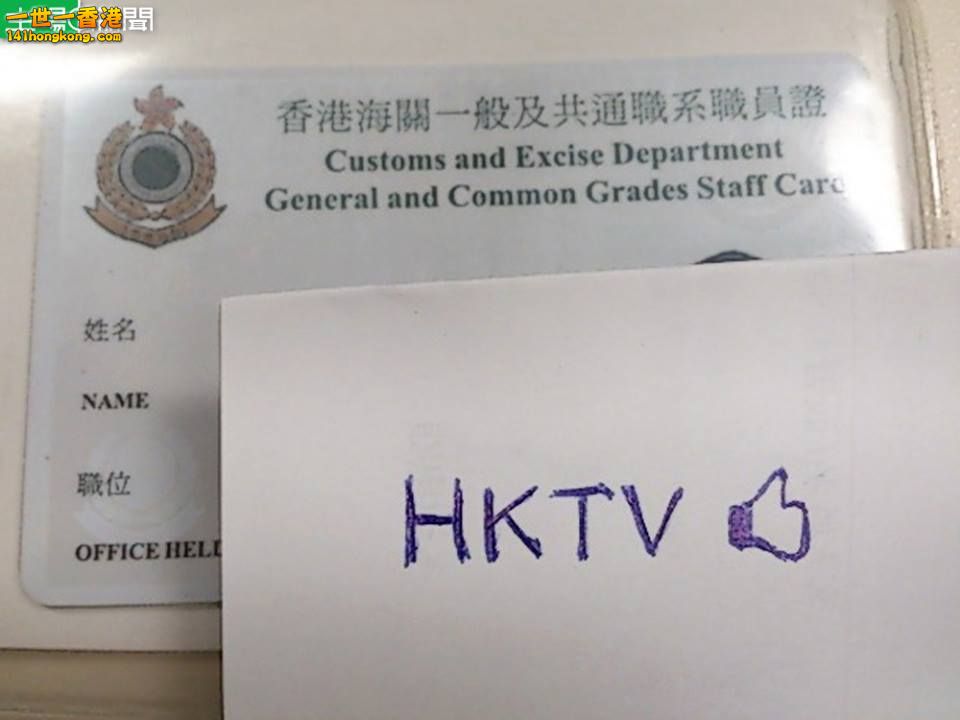 一世一香港
141hongkong.com
聞
香港海關一般及共通職系職員證
Customs and Excise Department
General and Common Grades Staff Card
姓名
NAME
職位
OFFICE HELD
HKTV